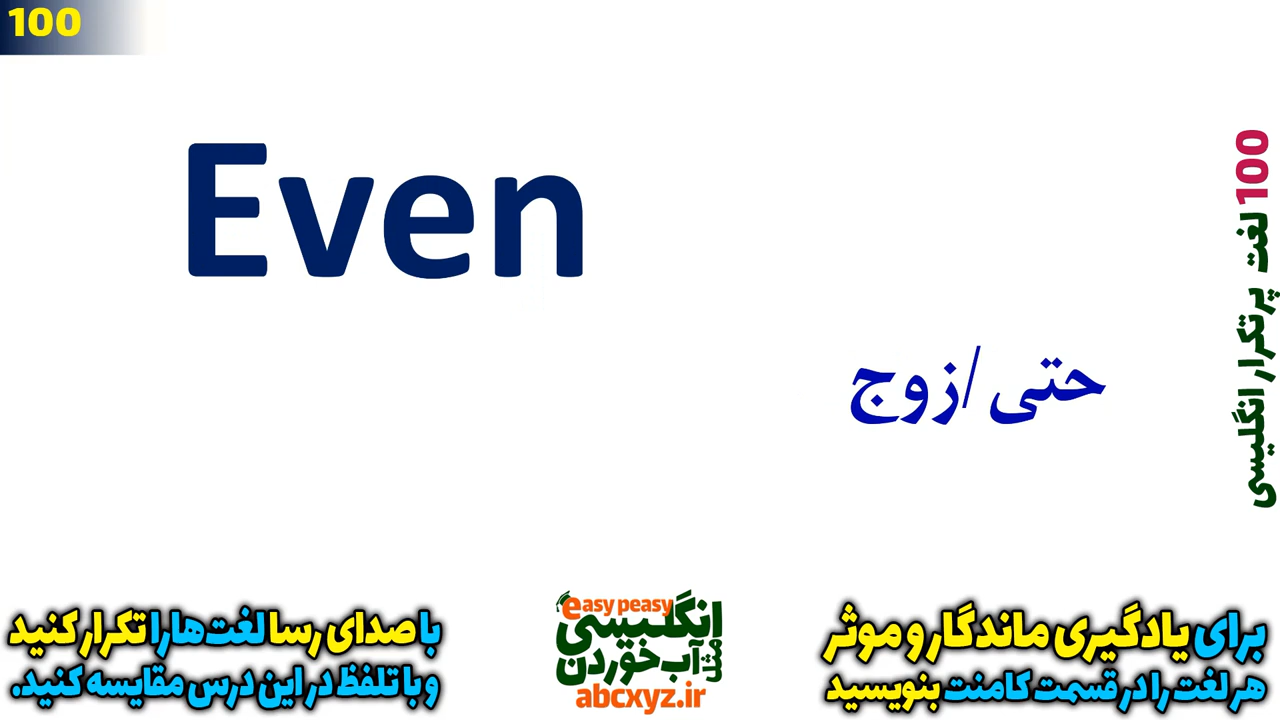 100
Even
حتی / زوج
100 لغت پرتکرار انگلیسی
با صدای رسا لغت‌ها را تکرار کنید
و با تلفظ در این درس مقایسه کنید.
easy peasy
انگلیسی
مثل آب خوردن
abcxyz.ir
برای یادگیری ماندگار و موثر
هر لغت را در قسمت کامنت بنویسید